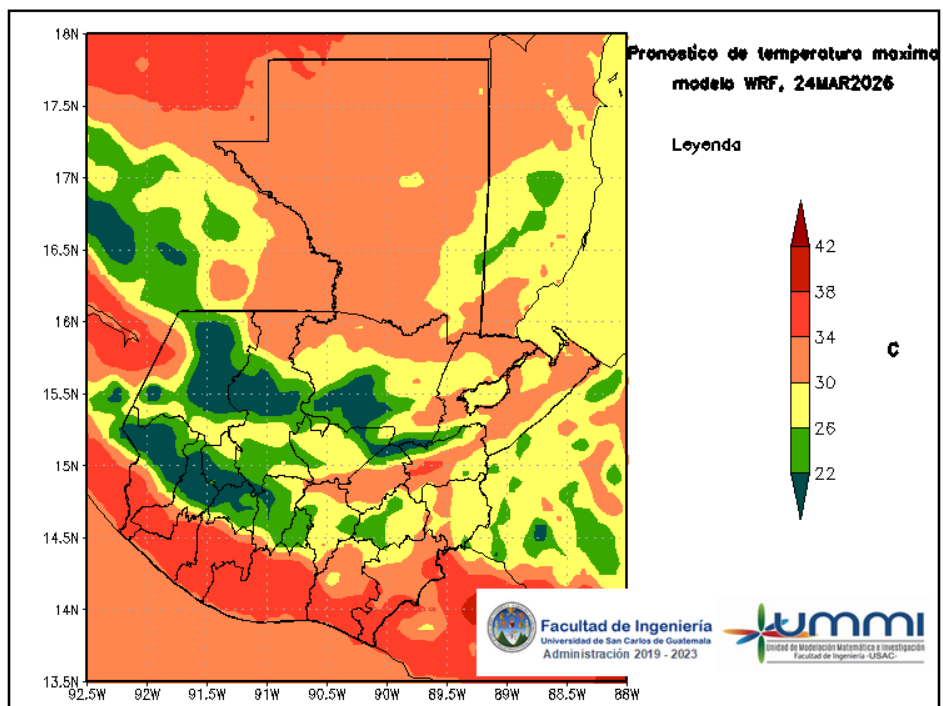 Pronostico de temperatura maxima
modelo WRF, 24MAR2026
Leyenda
42
38
34
30
26
22
C
18N
17.5N
17N
16.5N
16N
15.5N
15N
14.5N
14N
13.5N
92.5W 92W 91.5W 91W 90.5W 90W 89.5W 89W 88.5W 88W
Facultad de Ingeniería
Universidad de San Carlos de Guatemala
Administración 2019 - 2023
ummi
Unidad de Modelación Matemática e Investigación
Facultad de Ingeniería -USAC-